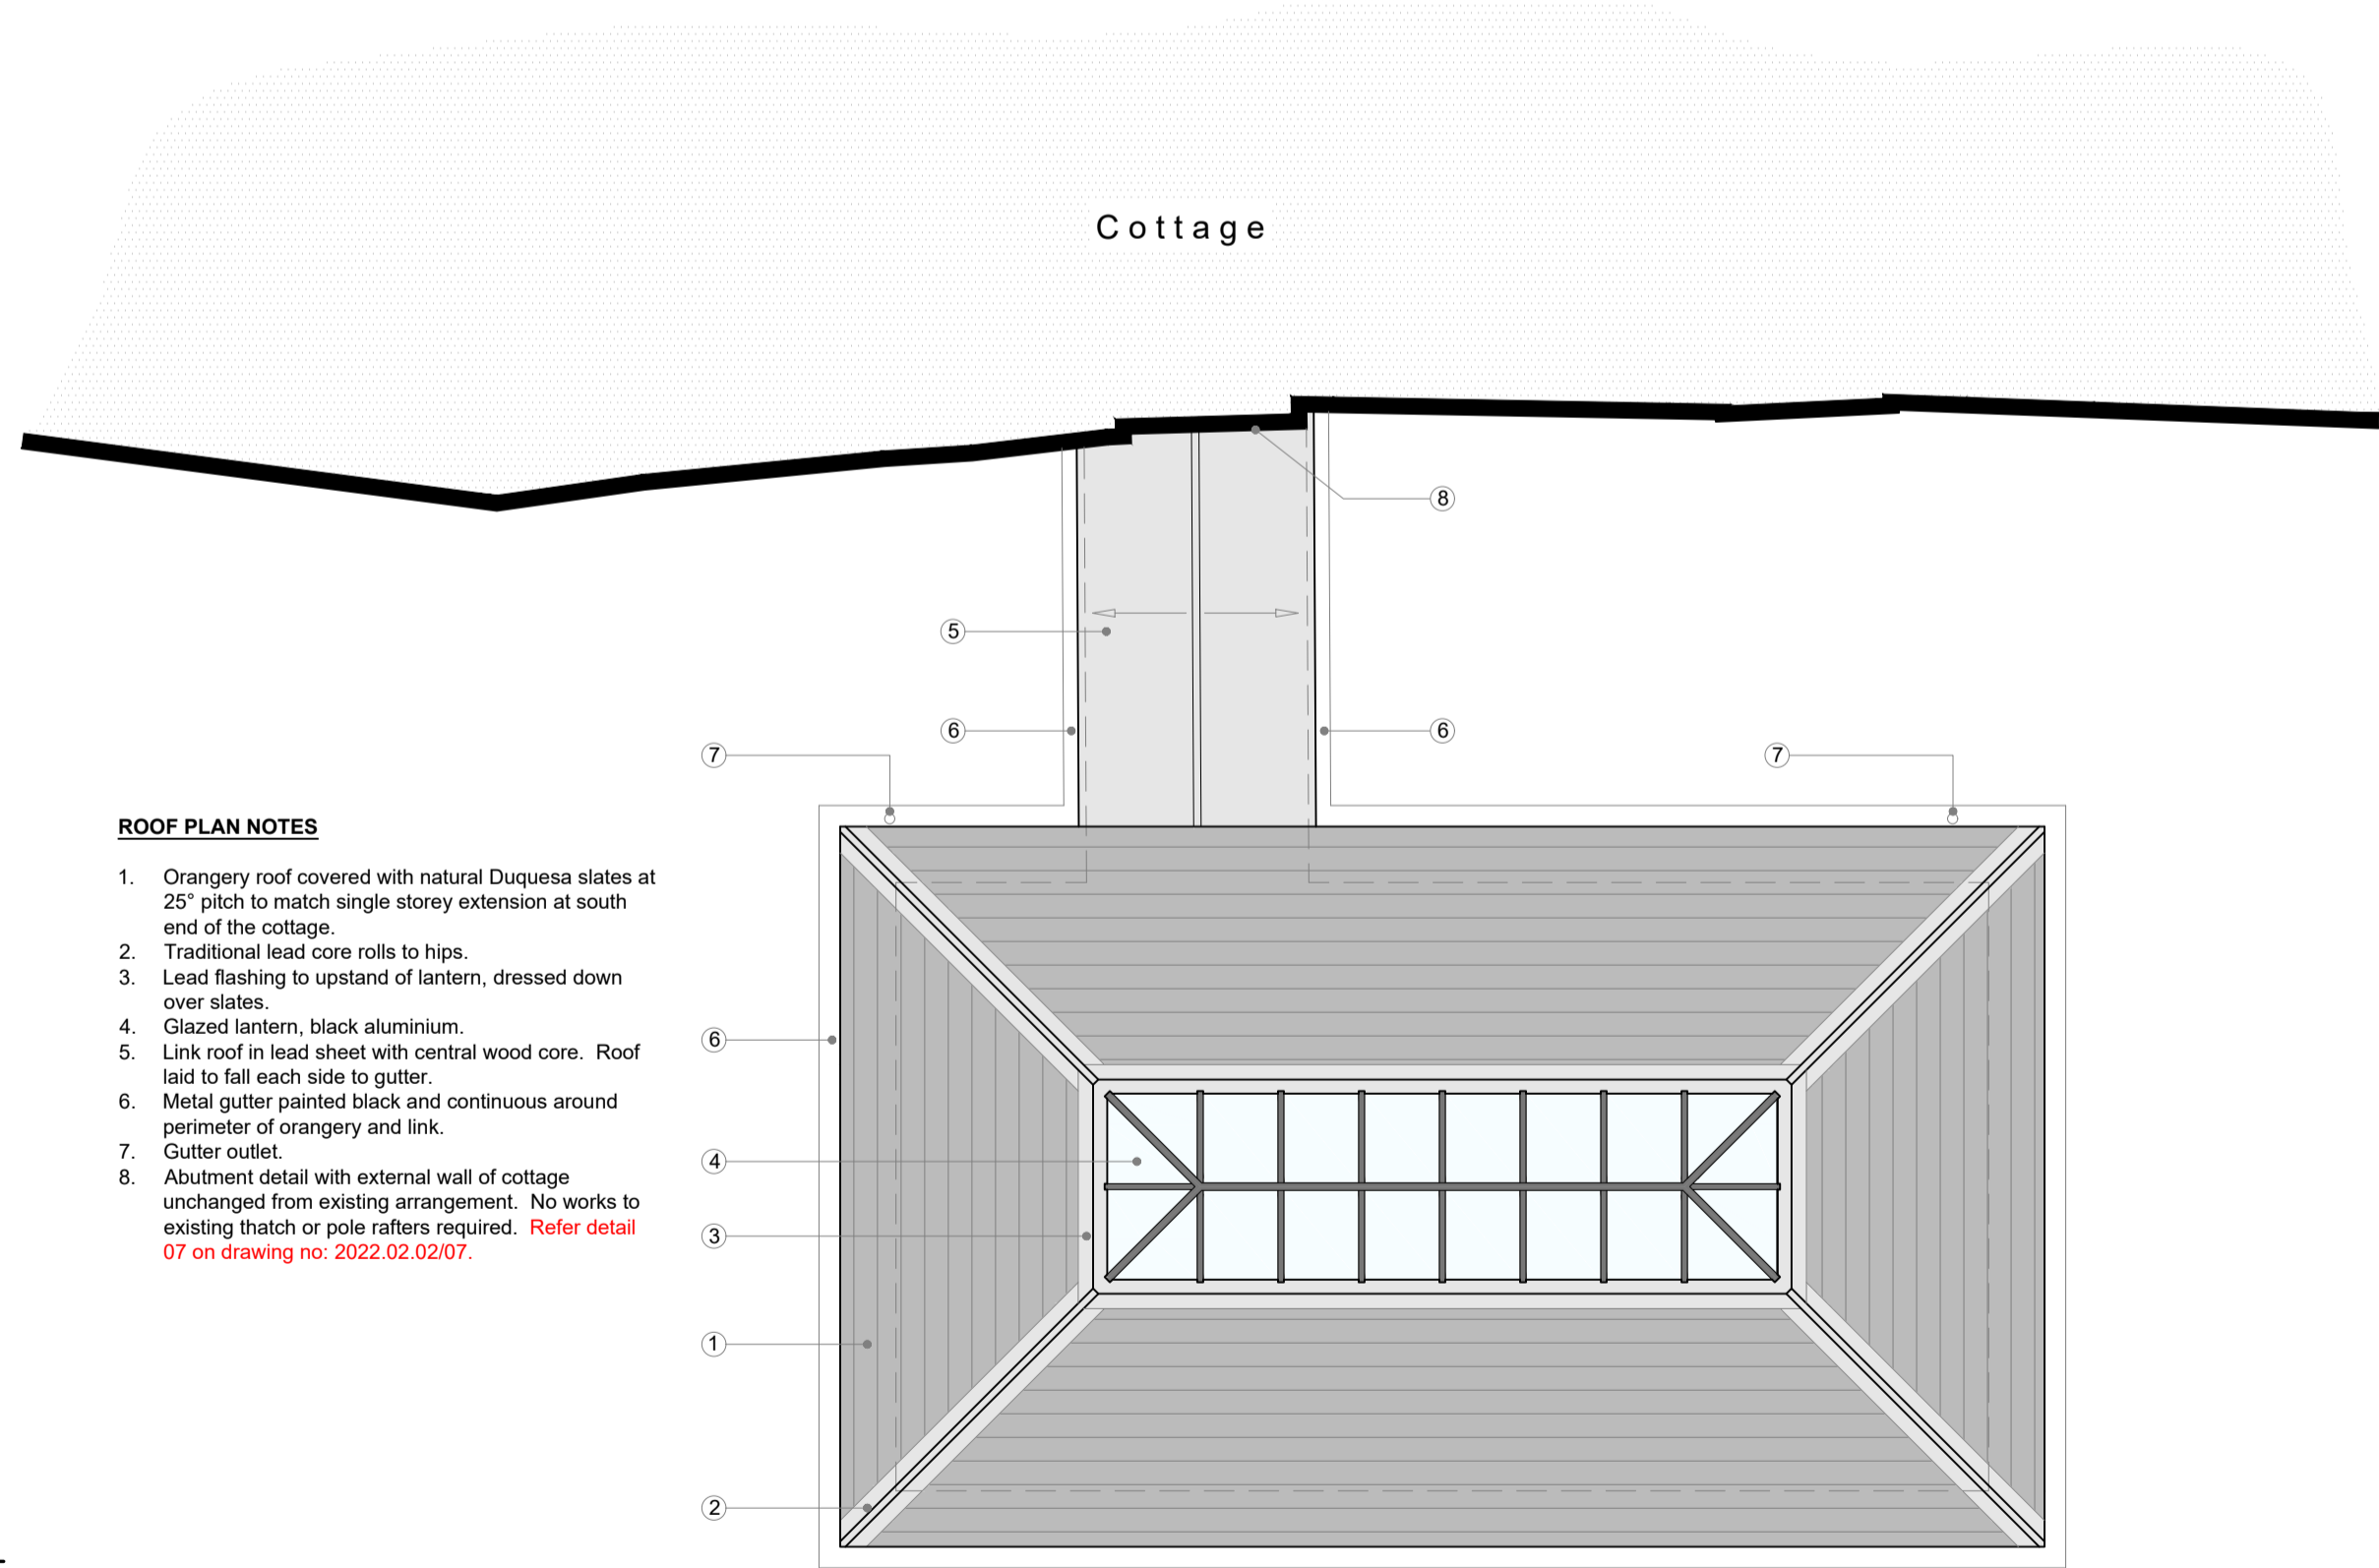 Cottage
8
5
6
6
7
7
ROOF PLAN NOTES
1. Orangery roof covered with natural Duquesa slates at
25° pitch to match single storey extension at south
end of the cottage.
2. Traditional lead core rolls to hips.
3. Lead flashing to upstand of lantern, dressed down
over slates.
4. Glazed lantern, black aluminium.
5. Link roof in lead sheet with central wood core. Roof
laid to fall each side to gutter.
6. Metal gutter painted black and continuous around
perimeter of orangery and link.
7. Gutter outlet.
8. Abutment detail with external wall of cottage
unchanged from existing arrangement. No works to
existing thatch or pole rafters required. Refer detail
07 on drawing no: 2022.02.02/07.
6
4
3
1
2